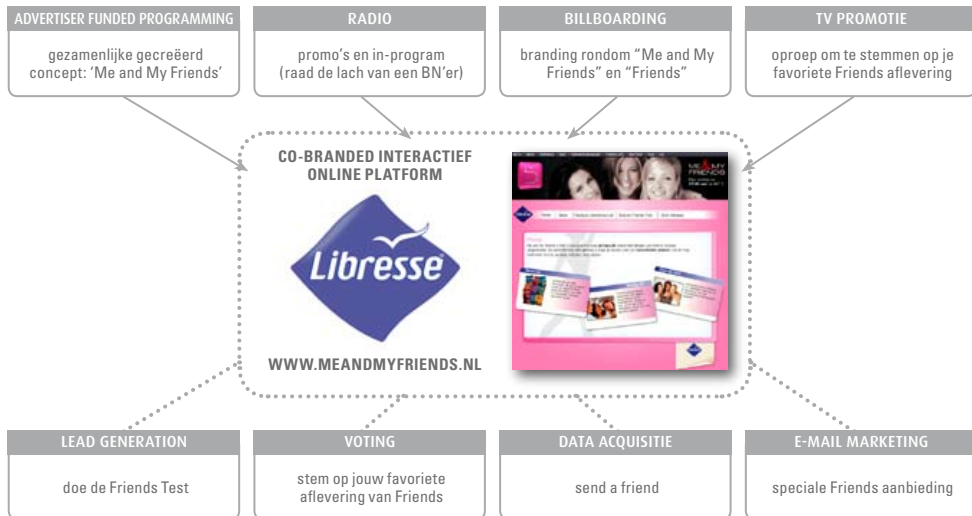 ADVERTISER FUNDED PROGRAMMING
gezamenlijke gecreëerd
concept: ‘Me and My Friends’
RADIO
promo’s en in-program
(raad de lach van een BN’er)
BILLBOARDING
branding rondom “Me and My
Friends” en “Friends”
TV PROMOTIE
oproep om te stemmen op je
favoriete Friends aflevering
CO-BRANDED INTERACTIEF
ONLINE PLATFORM
Libresse
WWW.MEANDMYFRIENDS.NL
ME & MY
FRIENDS
LEAD GENERATION
doe de Friends Test
VOTING
stem op jouw favoriete
aflevering van Friends
DATA ACQUISITIE
send a friend
E-MAIL MARKETING
speciale Friends aanbieding